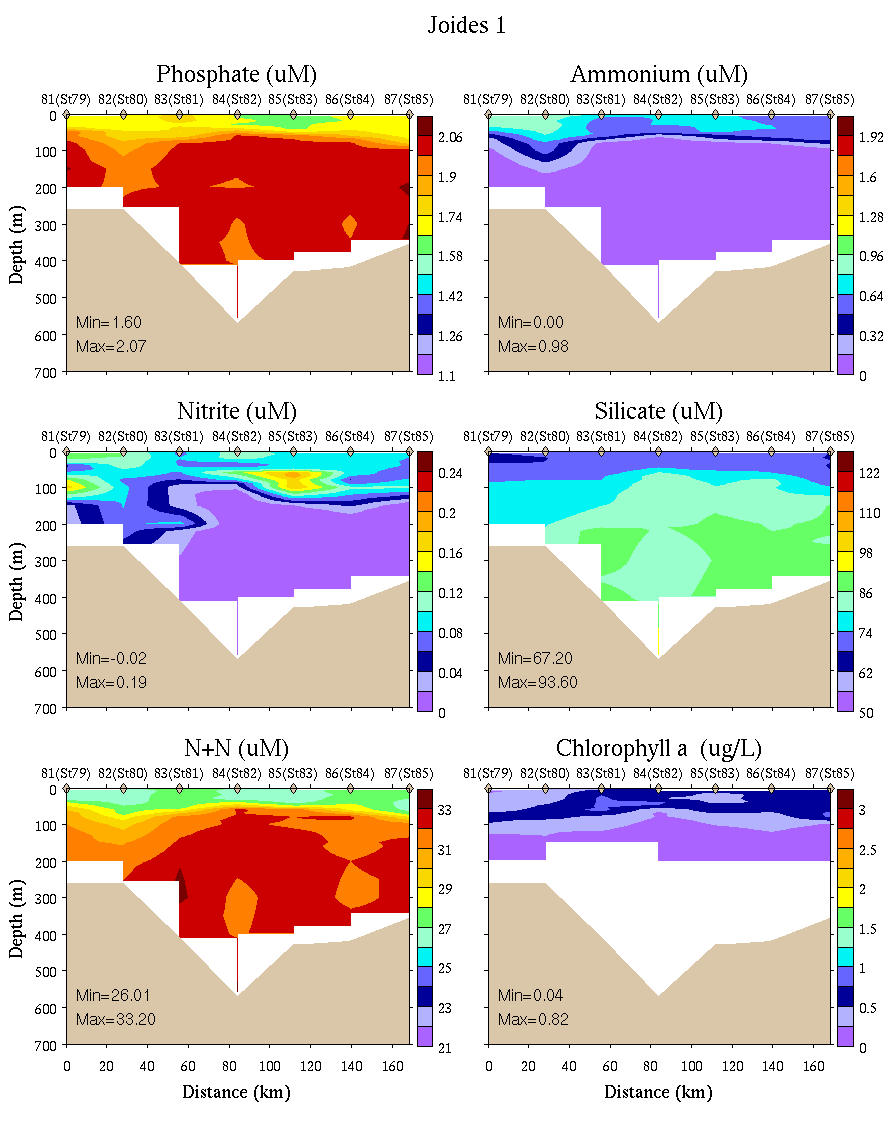 Joides 1
Phosphate (uM)
Ammonium (uM)
81(St79) 82(St80) 83(St81) 84(St82) 85(St83) 86(St84) 87(St85)
81(St79) 82(St80) 83(St81) 84(St82) 85(St83) 86(St84) 87(St85)
Depth (m)
0
100
200
300
400
500
600
700
Min=1.60
Max=2.07
2.06
1.9
1.74
1.58
1.42
1.26
1.1
Min=0.00
Max=0.98
1.92
1.6
1.28
0.96
0.64
0.32
0
Nitrite (uM)
Silicate (uM)
81(St79) 82(St80) 83(St81) 84(St82) 85(St83) 86(St84) 87(St85)
81(St79) 82(St80) 83(St81) 84(St82) 85(St83) 86(St84) 87(St85)
Depth (m)
0
100
200
300
400
500
600
700
Min=-0.02
Max=0.19
0.24
0.2
0.16
0.12
0.08
0.04
0
Min=67.20
Max=93.60
122
110
98
86
74
62
50
N+N (uM)
Chlorophyll a (ug/L)
81(St79) 82(St80) 83(St81) 84(St82) 85(St83) 86(St84) 87(St85)
81(St79) 82(St80) 83(St81) 84(St82) 85(St83) 86(St84) 87(St85)
Depth (m)
0
100
200
300
400
500
600
700
Min=26.01
Max=33.20
33
31
29
27
25
23
21
Min=0.04
Max=0.82
3
2.5
2
1.5
1
0.5
0
0 20 40 60 80 100 120 140 160
0 20 40 60 80 100 120 140 160
Distance (km)
Distance (km)